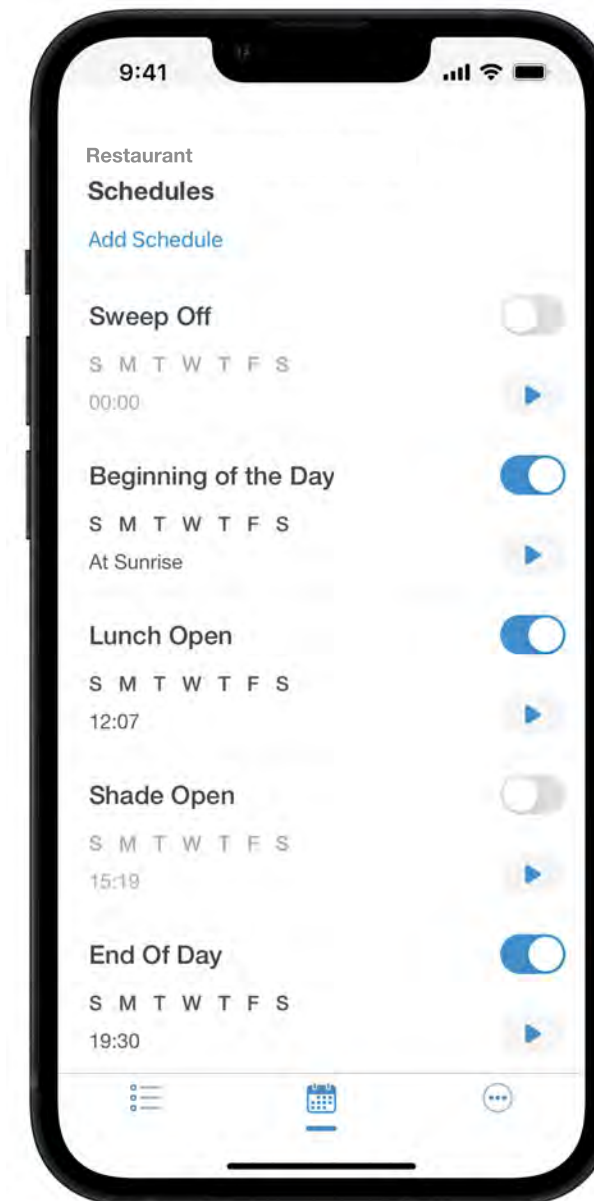 9:41
Restaurant
Schedules
Add Schedule
Sweep Off
S M T W T F S
00:00
Beginning of the Day
S M T W T F S
At Sunrise
Lunch Open
S M T W T F S
12:07
Shade Open
S M T W T F S
15:19
End Of Day
S M T W T F S
19:30